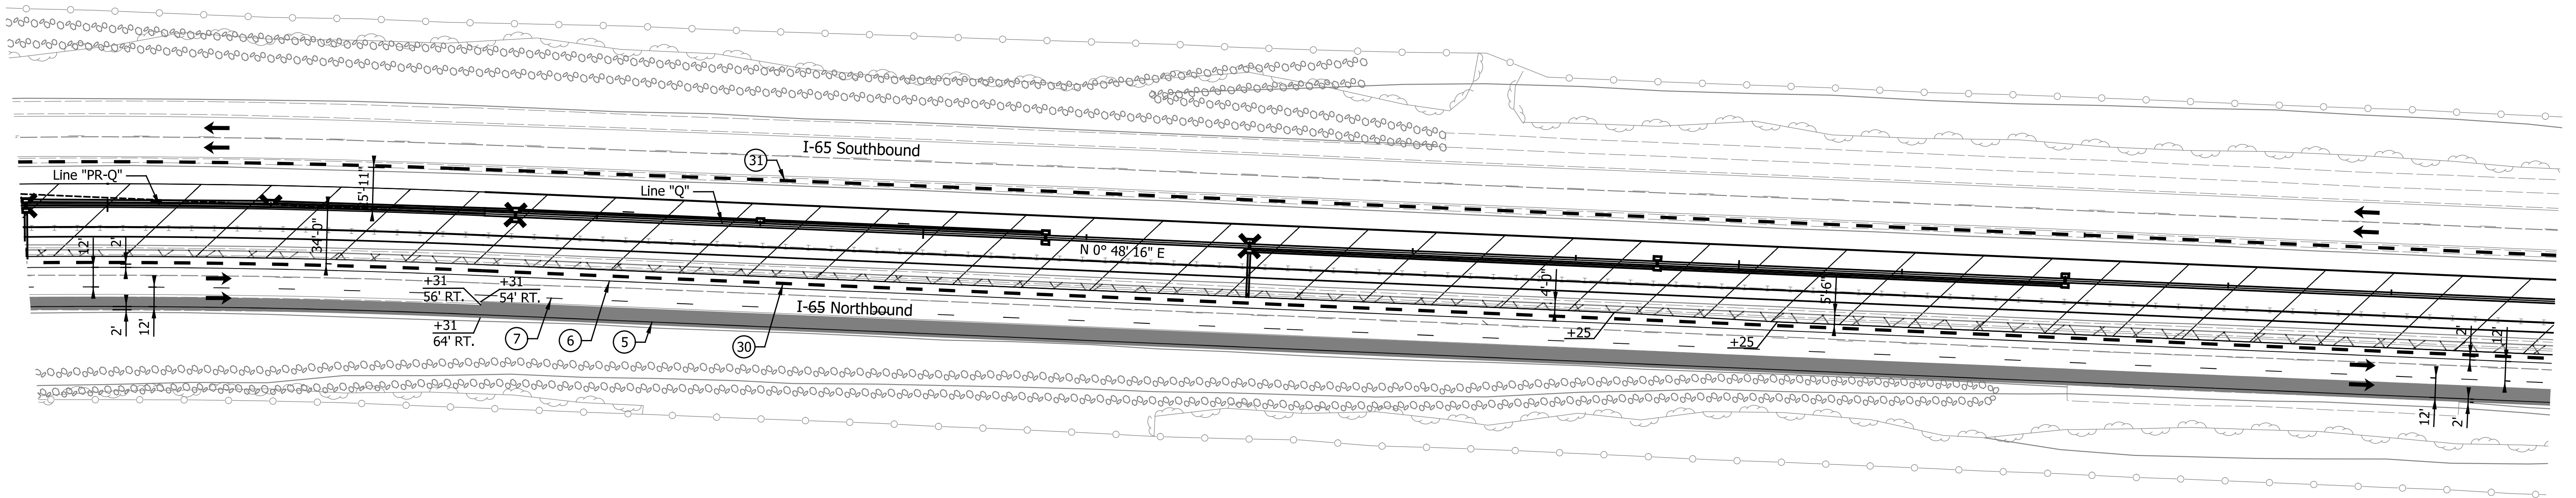 I-65 Southbound
31
Line "PR-Q"
5'-11"
Line "Q"
34'-0"
12'
2'
N 0° 48' 16" E
+31
56' RT.
+31
54' RT.
4'-0"
5'-6"
I-65 Northbound
2'
12'
+31
64' RT.
7
6
5
30
+25
+25
2'
12'
12'
2'